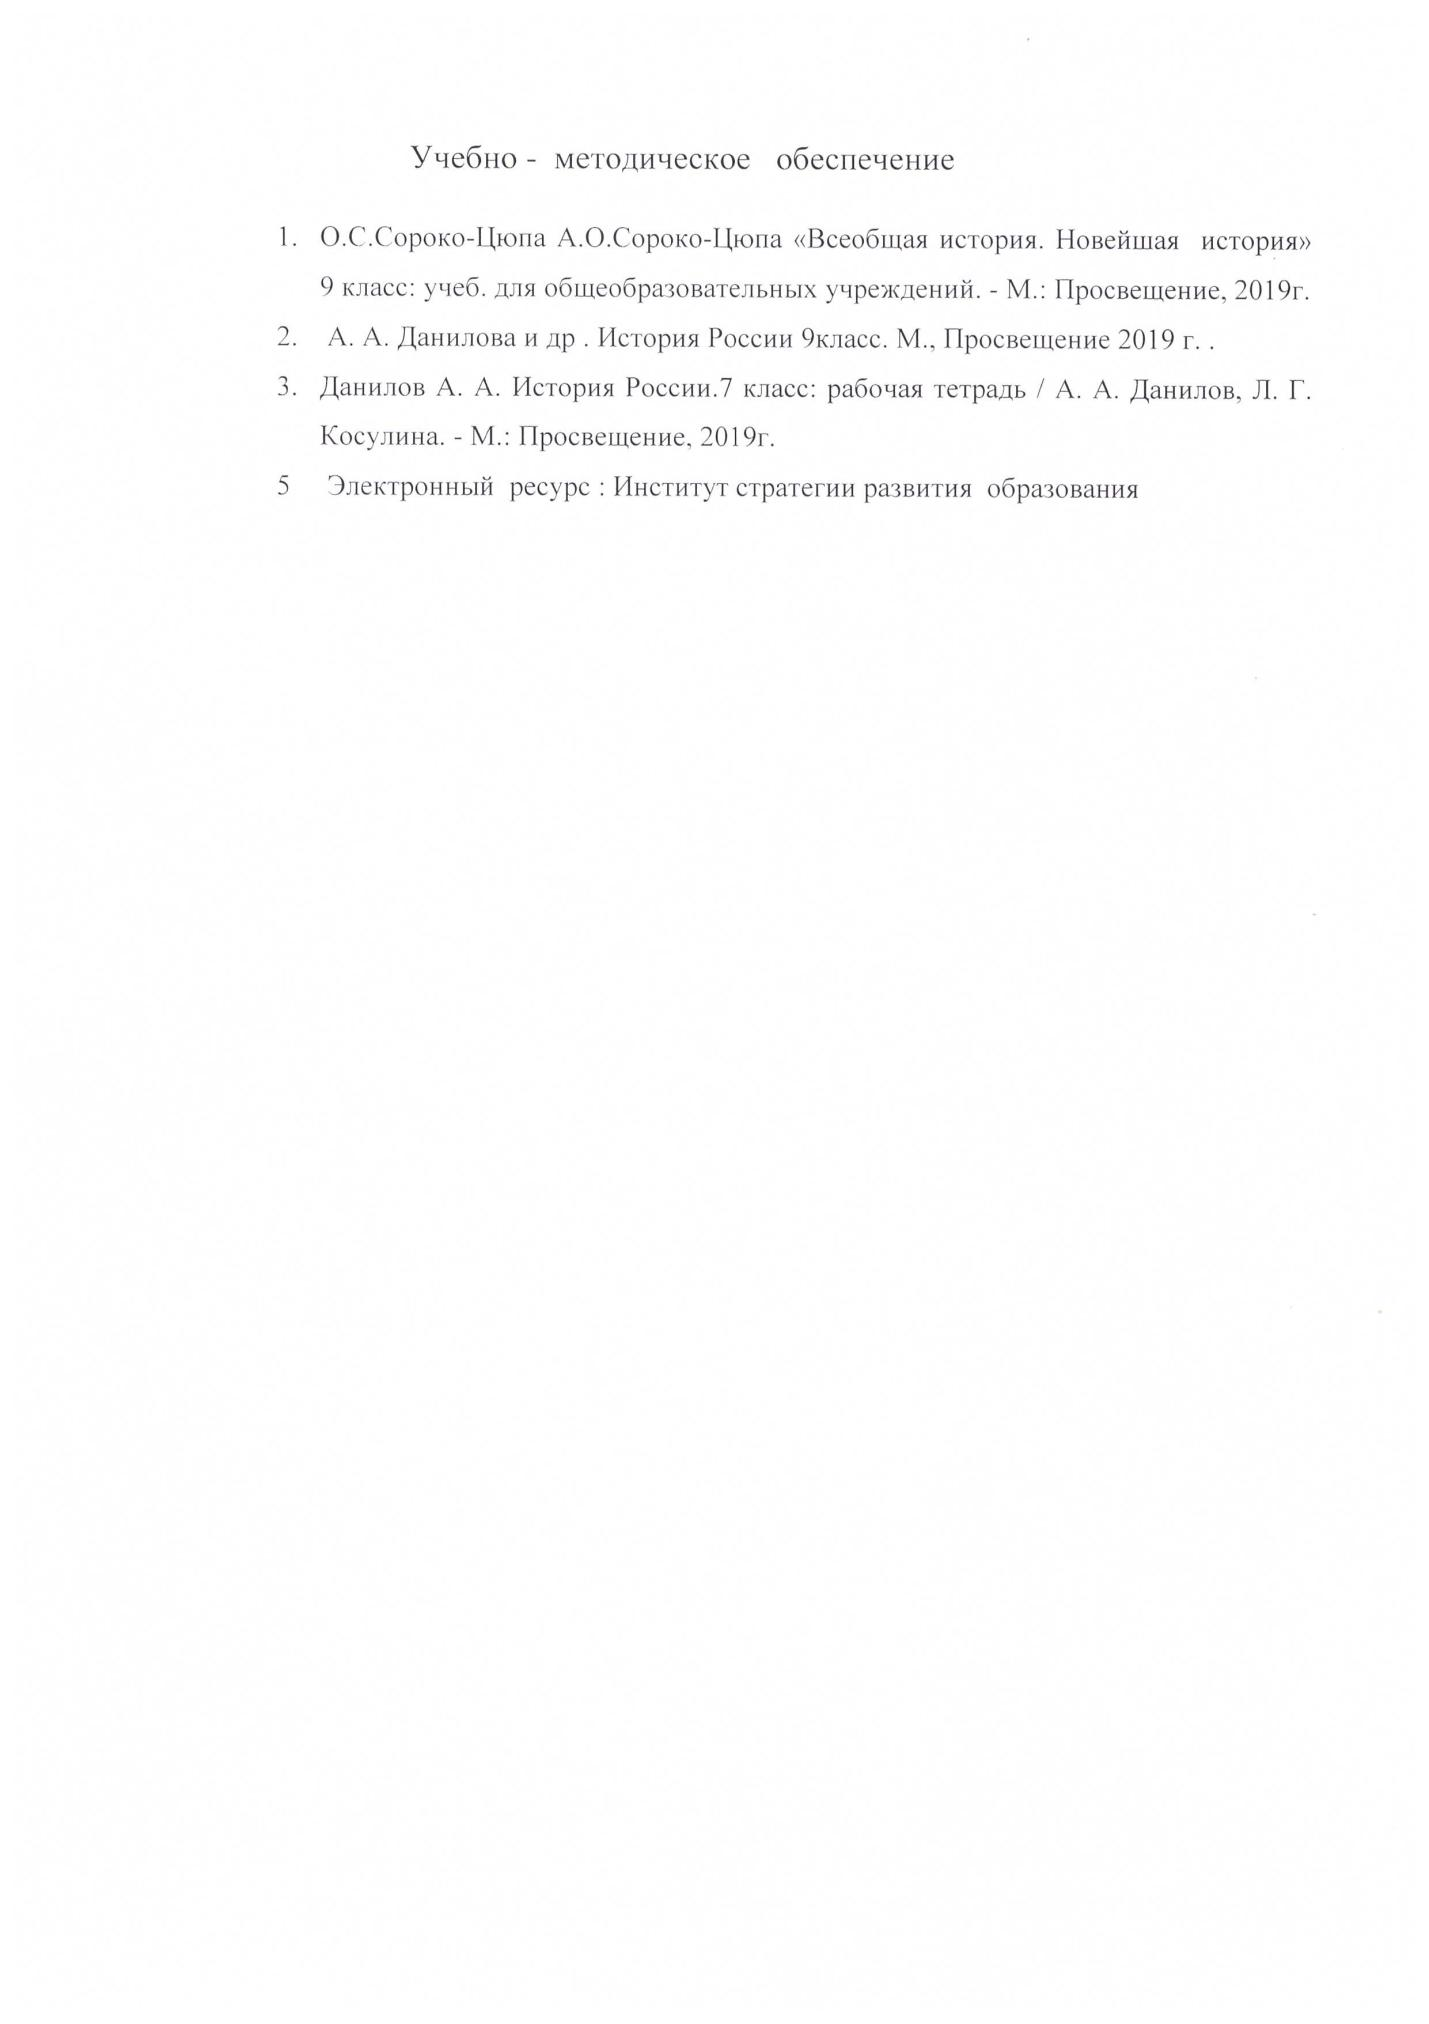 Учебно - методическое обеспечение
1. О.С.Сороко-Цюпа А.О.Сороко-Цюпа «Всеобщая история. Новейшая история»
9 класс: учеб. для общеобразовательных учреждений. - М.: Просвещение, 2019г.
2. А. А. Данилова и др . История России 9класс. М., Просвещение 2019 г. .
3. Данилов А. А. История России.7 класс: рабочая тетрадь / А. А. Данилов, Л. Г.
Косулина. - М.: Просвещение, 2019г.
5 Электронный ресурс : Институт стратегии развития образования